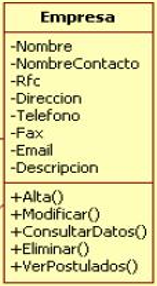 Empresa
-Nombre
-NombreContacto
-Rfc
-Direccion
-Telefono
-Fax
-Email
-Descripcion
+Alta()
+Modificar()
+ConsultarDatos()
+Eliminar()
+VerPostulados()